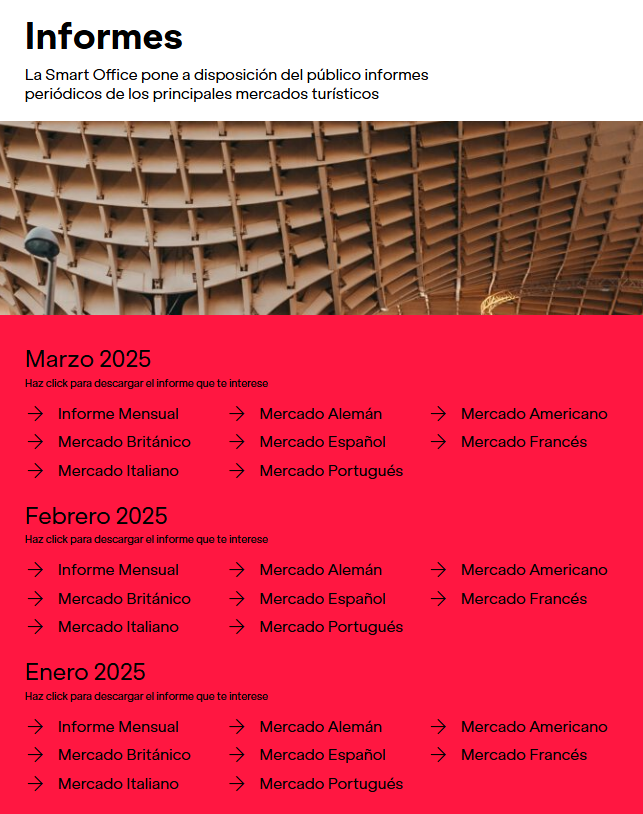 Informes
La Smart Office pone a disposición del público informes
periódicos de los principales mercados turísticos
Marzo 2025
Haz click para descargar el informe que te interese
→ Informe Mensual → Mercado Alemán → Mercado Americano
→ Mercado Británico → Mercado Español → Mercado Francés
→ Mercado Italiano → Mercado Portugués
Febrero 2025
Haz click para descargar el informe que te interese
→ Informe Mensual → Mercado Alemán → Mercado Americano
→ Mercado Británico → Mercado Español → Mercado Francés
→ Mercado Italiano → Mercado Portugués
Enero 2025
Haz click para descargar el informe que te interese
→ Informe Mensual → Mercado Alemán → Mercado Americano
→ Mercado Británico → Mercado Español → Mercado Francés
→ Mercado Italiano → Mercado Portugués